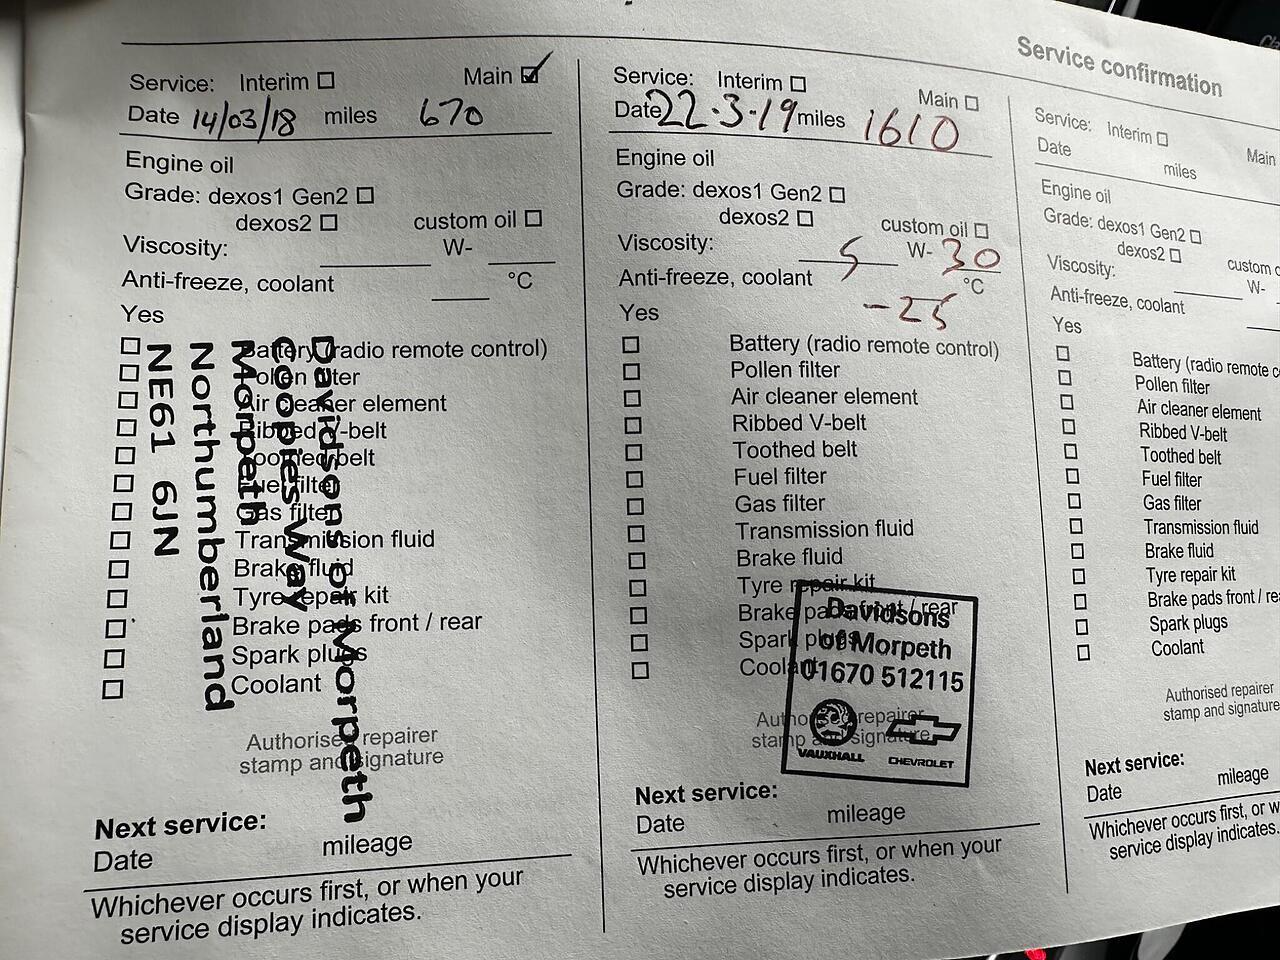 Service confirmation
Service: Interim ☐ Main ☑
Date 14/03/18 miles 670
Engine oil
Grade: dexos1 Gen2 ☐
dexos2 ☐ custom oil ☐
Viscosity: ____ W- ____
Anti-freeze, coolant ____ °C
Yes
☐ Battery (radio remote control)
☐ Pollen filter
☐ Air cleaner element
☐ Ribbed V-belt
☐ Toothed belt
☐ Fuel filter
☐ Gas filter
☐ Transmission fluid
☐ Brake fluid
☐ Tyre repair kit
☐ Brake pads front / rear
☐ Spark plugs
☐ Coolant
Davidsons of Morpeth
Coopies Way
Morpeth
Northumberland
NE61 6JN
Authorised repairer
stamp and signature
Next service:
Date mileage
Whichever occurs first, or when your
service display indicates.
Service: Interim ☐ Main ☐
Date 22.3.19 miles 1610
Engine oil
Grade: dexos1 Gen2 ☐
dexos2 ☐ custom oil ☐
Viscosity: 5 W- 30
Anti-freeze, coolant -25 °C
Yes
☐ Battery (radio remote control)
☐ Pollen filter
☐ Air cleaner element
☐ Ribbed V-belt
☐ Toothed belt
☐ Fuel filter
☐ Gas filter
☐ Transmission fluid
☐ Brake fluid
☐ Tyre repair kit
☐ Brake pads front / rear
☐ Spark plugs
☐ Coolant
Davidsons
of Morpeth
01670 512115
VAUXHALL CHEVROLET
Authorised repairer
stamp and signature
Next service:
Date mileage
Whichever occurs first, or when your
service display indicates.
Service: Interim ☐ Main
Date miles
Engine oil
Grade: dexos1 Gen2 ☐
dexos2 ☐ custom
Viscosity: ____ W-
Anti-freeze, coolant
Yes
☐ Battery (radio remote
☐ Pollen filter
☐ Air cleaner element
☐ Ribbed V-belt
☐ Toothed belt
☐ Fuel filter
☐ Gas filter
☐ Transmission fluid
☐ Brake fluid
☐ Tyre repair kit
☐ Brake pads front /
☐ Spark plugs
☐ Coolant
Authorised repairer
stamp and signature
Next service:
Date mileage
Whichever occurs first, or
service display indicates.